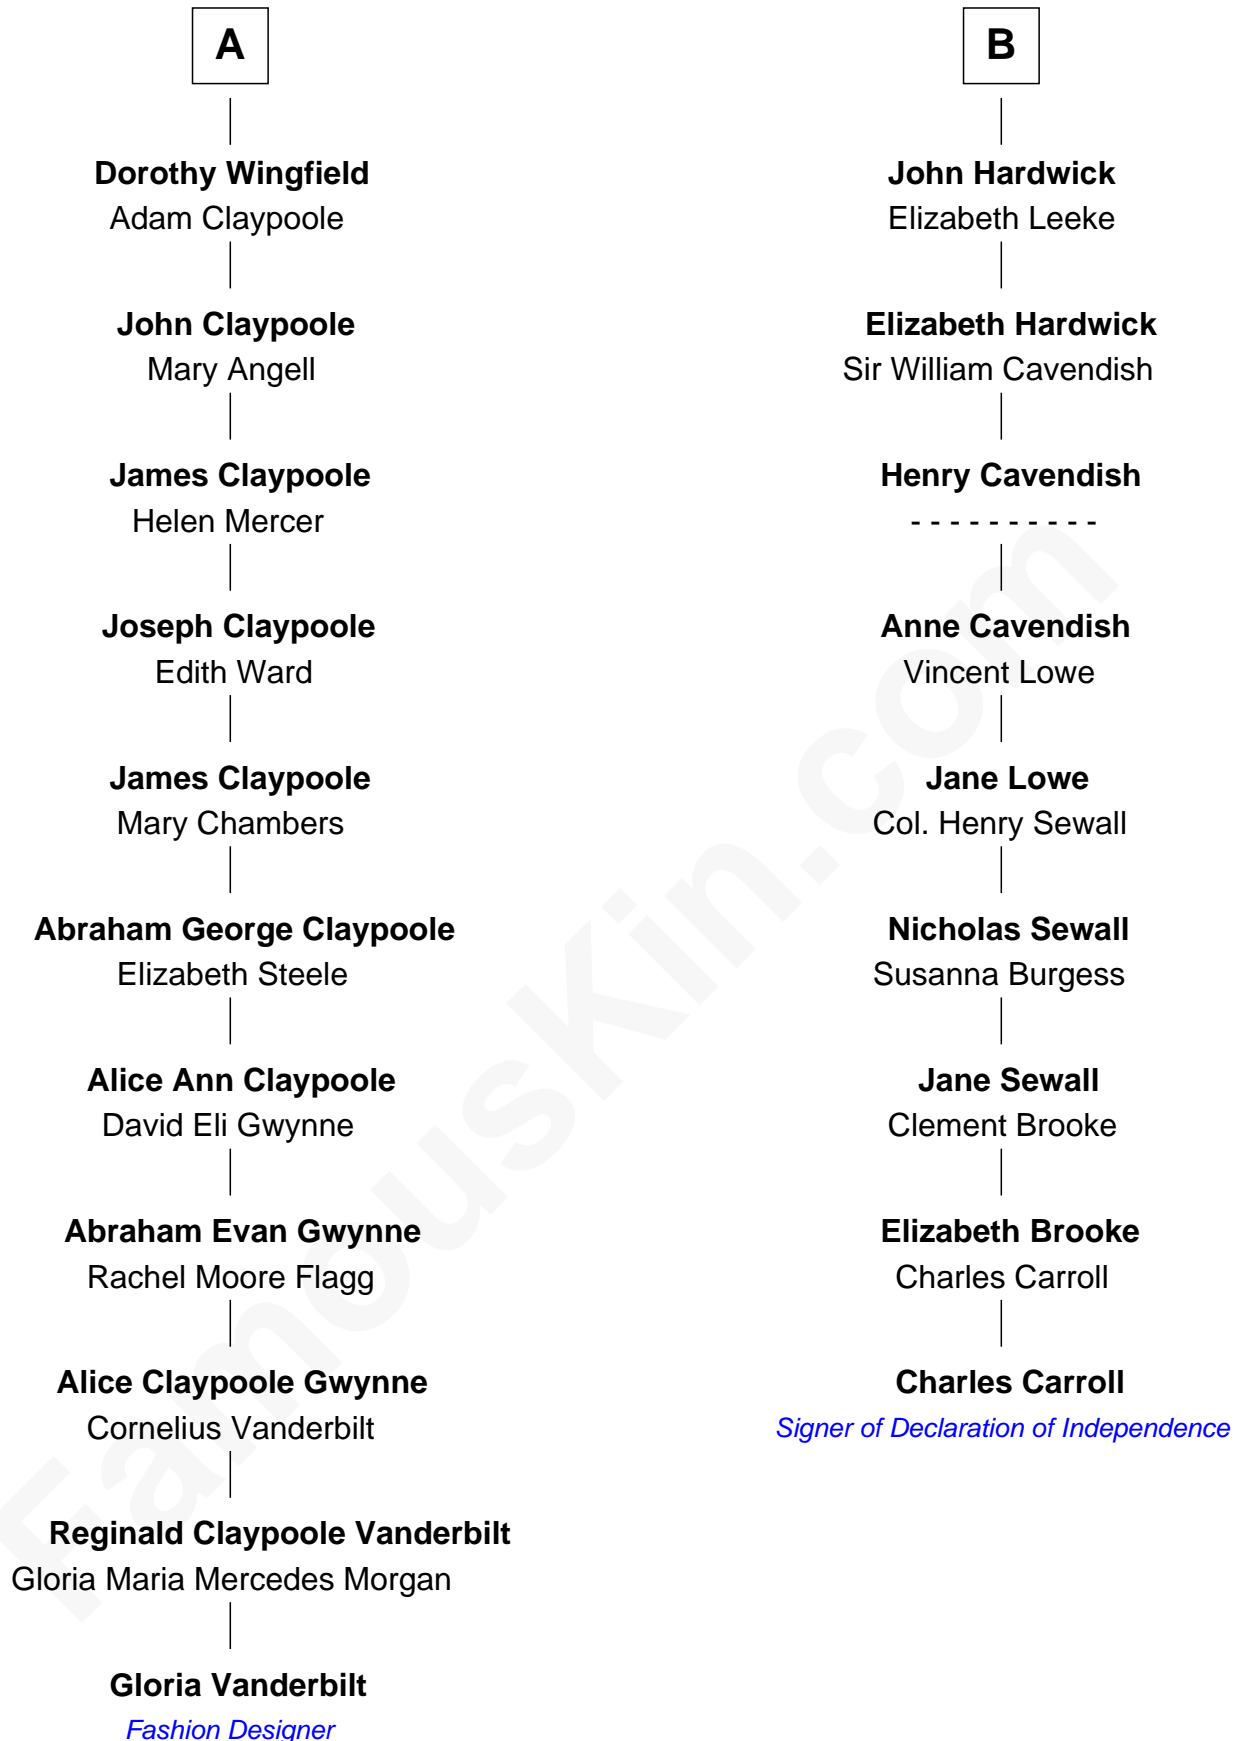 A
Dorothy Wingfield
Adam Claypoole
John Claypoole
Mary Angell
James Claypoole
Helen Mercer
Joseph Claypoole
Edith Ward
James Claypoole
Mary Chambers
Abraham George Claypoole
Elizabeth Steele
Alice Ann Claypoole
David Eli Gwynne
Abraham Evan Gwynne
Rachel Moore Flagg
Alice Claypoole Gwynne
Cornelius Vanderbilt
Reginald Claypoole Vanderbilt
Gloria Maria Mercedes Morgan
Gloria Vanderbilt
Fashion Designer
B
John Hardwick
Elizabeth Leeke
Elizabeth Hardwick
Sir William Cavendish
Henry Cavendish
- - - - - - - - - -
Anne Cavendish
Vincent Lowe
Jane Lowe
Col. Henry Sewall
Nicholas Sewall
Susanna Burgess
Jane Sewall
Clement Brooke
Elizabeth Brooke
Charles Carroll
Charles Carroll
Signer of Declaration of Independence
FamousKin.com